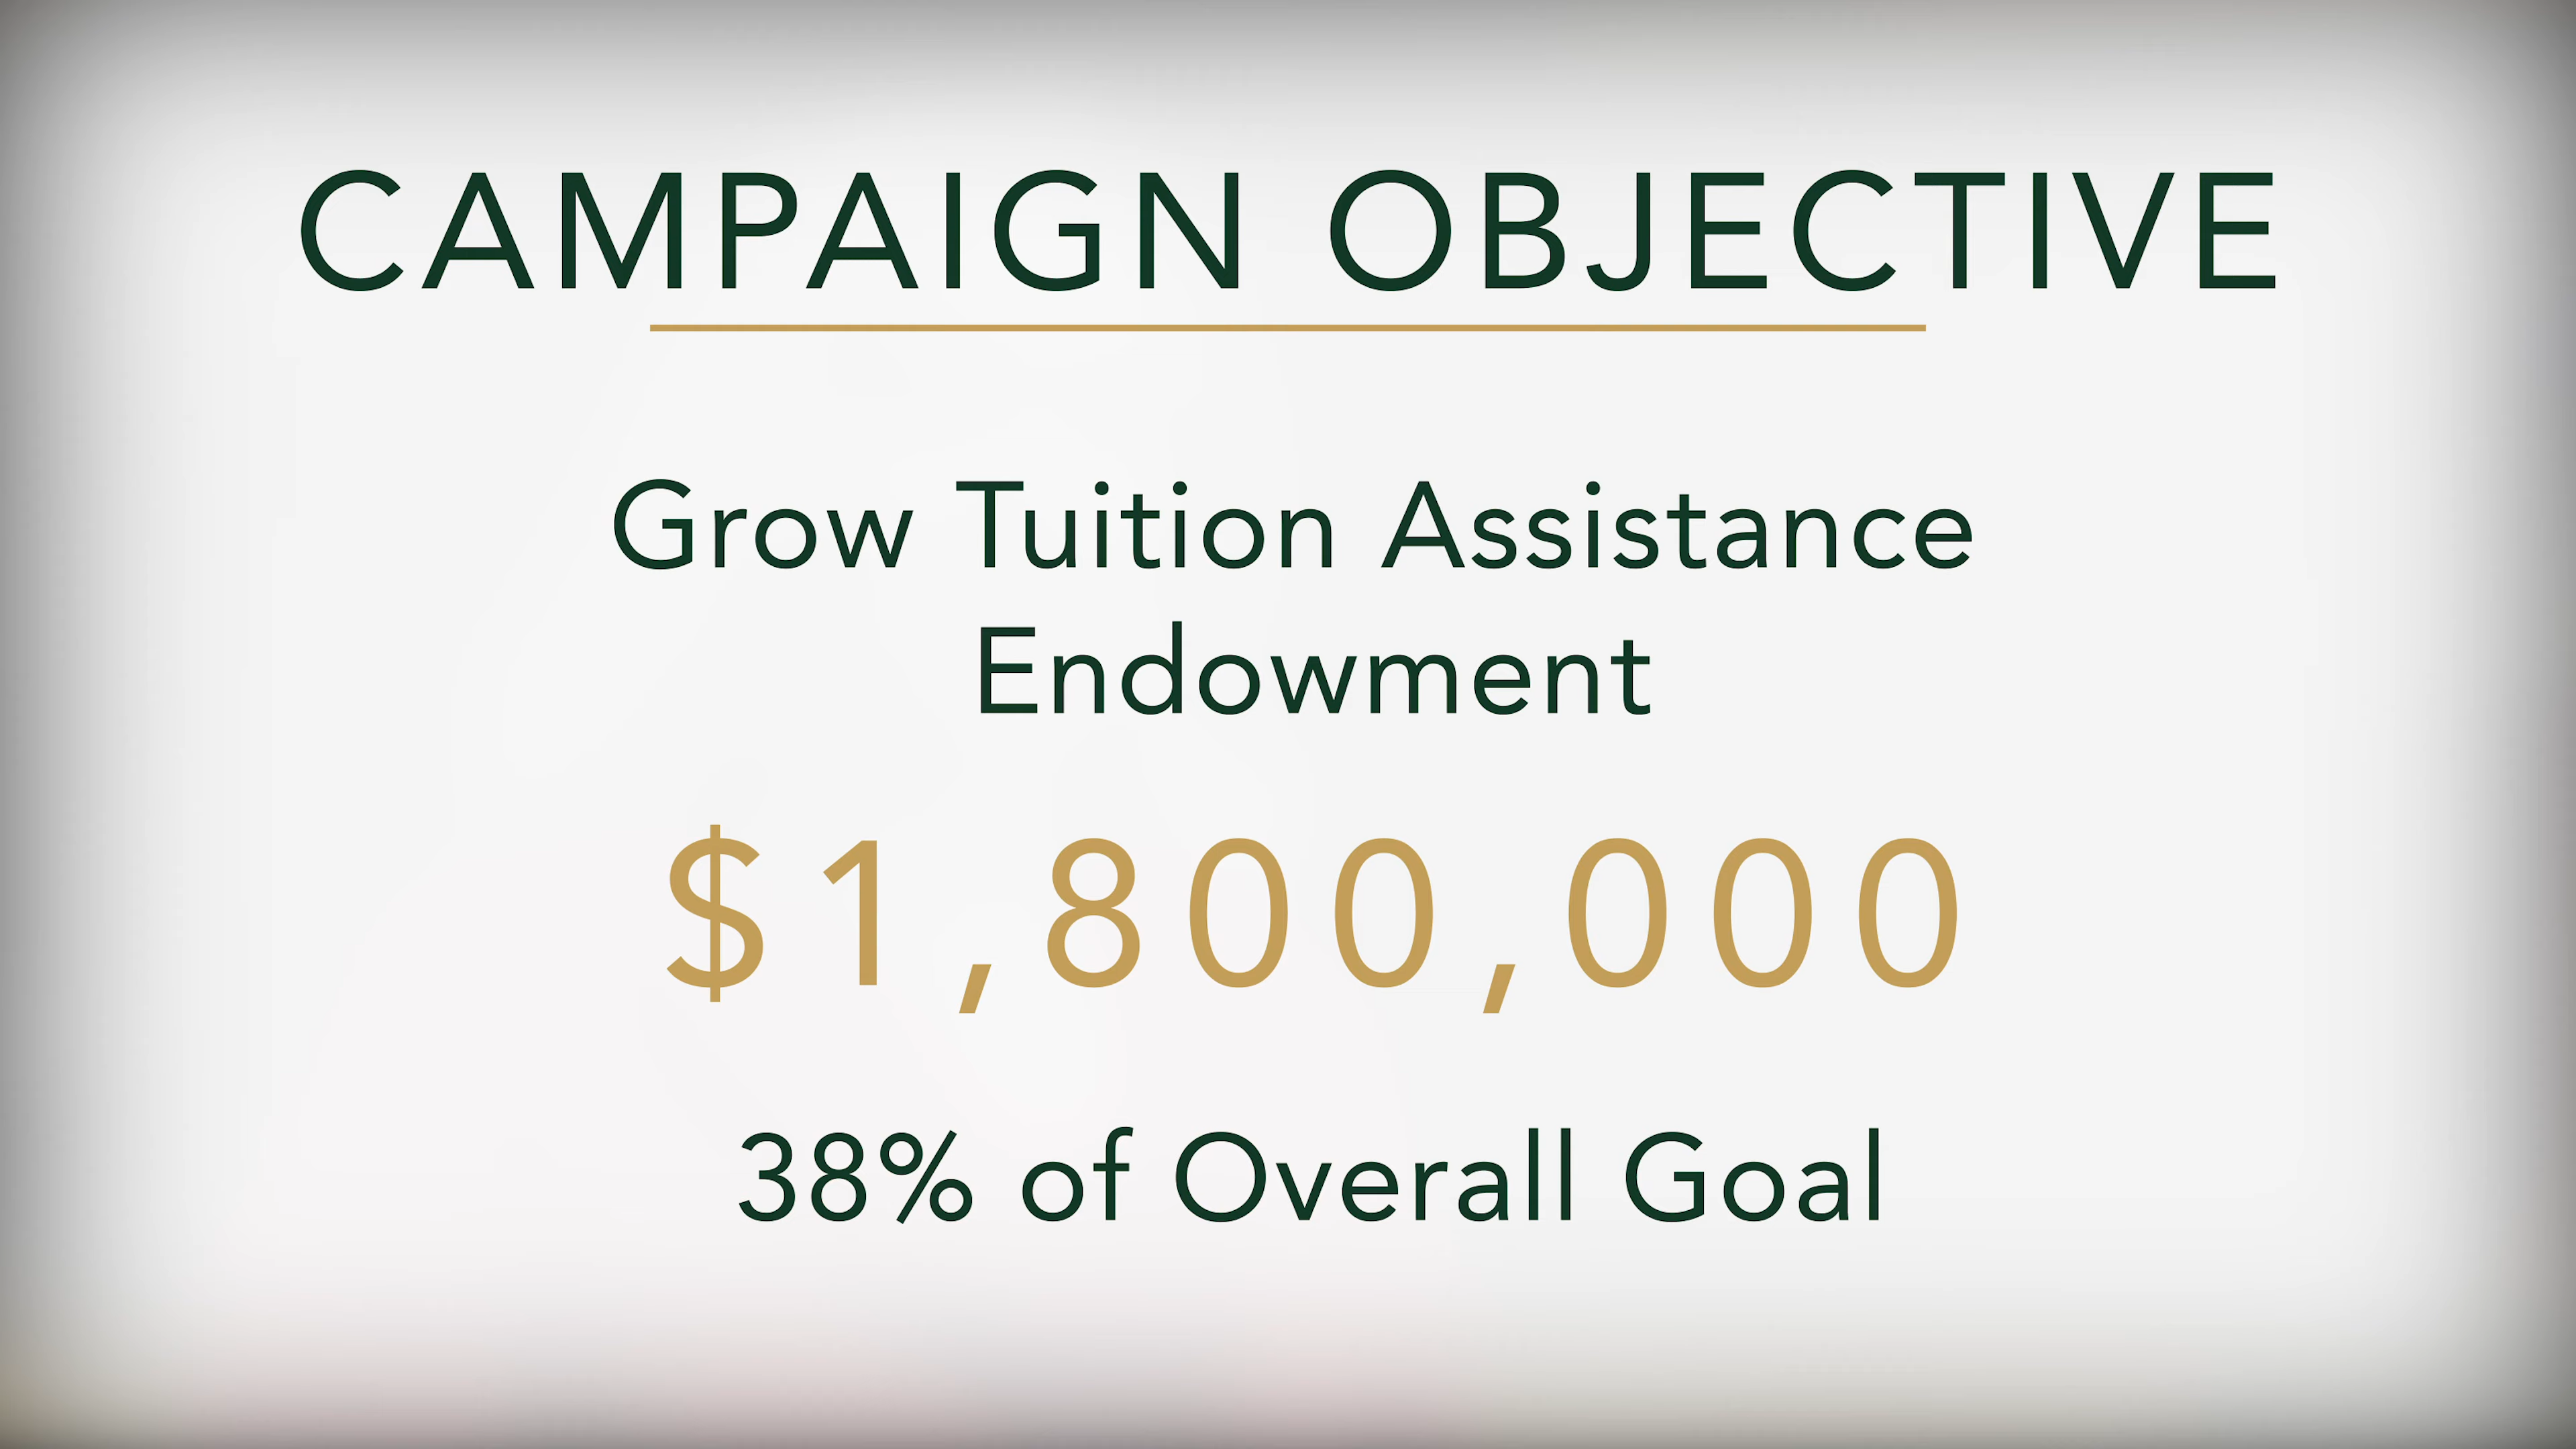 CAMPAIGN OBJECTIVE
Grow Tuition Assistance
Endowment
$1,800,000
38% of Overall Goal